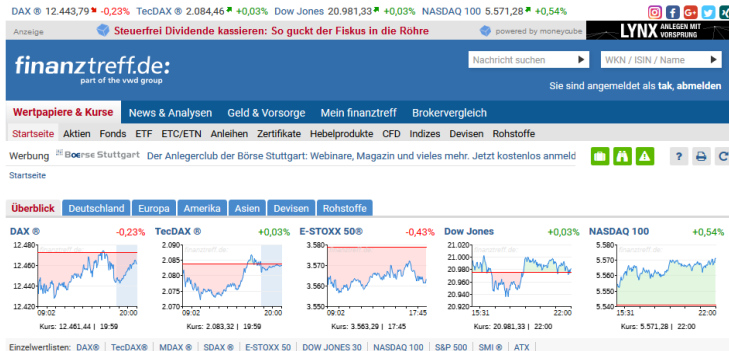 DAX ® 12.443,79 -0,23% TecDAX ® 2.084,46 +0,03% Dow Jones 20.981,33 +0,03% NASDAQ 100 5.571,28 +0,54%
Anzeige Steuerfrei Dividende kassieren: So guckt der Fiskus in die Röhre powered by moneycube LYNX ANLEGEN MIT VORSPRUNG
finanztreff.de:
part of the vwd group
Nachricht suchen WKN / ISIN / Name
Sie sind angemeldet als tak, abmelden
Wertpapiere & Kurse News & Analysen Geld & Vorsorge Mein finanztreff Brokervergleich
Startseite Aktien Fonds ETF ETC/ETN Anleihen Zertifikate Hebelprodukte CFD Indizes Devisen Rohstoffe
Werbung Boerse Stuttgart Der Anlegerclub der Börse Stuttgart: Webinare, Magazin und vieles mehr. Jetzt kostenlos anmeld
Startseite
Überblick Deutschland Europa Amerika Asien Devisen Rohstoffe
DAX ® -0,23% TecDAX ® +0,03% E-STOXX 50® -0,43% Dow Jones +0,03% NASDAQ 100 +0,54%
12.480 2.090 3.580 21.020 5.580
12.460 2.085 3.570 21.000 5.570
20.980 5.560
12.440 2.075 3.560 20.960 5.550
20.940 5.540
12.420 2.070 3.550 20.920 5.540
09:02 20:00 09:02 20:00 09:02 17:45 15:31 22:00 15:31 22:00
Kurs: 12.461,44 | 19:59 Kurs: 2.083,32 | 19:59 Kurs: 3.563,29 | 17:45 Kurs: 20.981,33 | 22:00 Kurs: 5.571,28 | 22:00
Einzelwertlisten: DAX® | TecDAX® | MDAX ® | SDAX ® | E-STOXX 50 | DOW JONES 30 | NASDAQ 100 | S&P 500 | SMI ® | ATX |